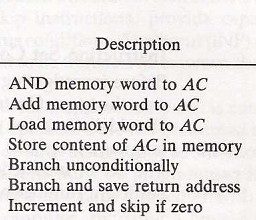 Description
AND memory word to AC
Add memory word to AC
Load memory word to AC
Store content of AC in memory
Branch unconditionally
Branch and save return address
Increment and skip if zero